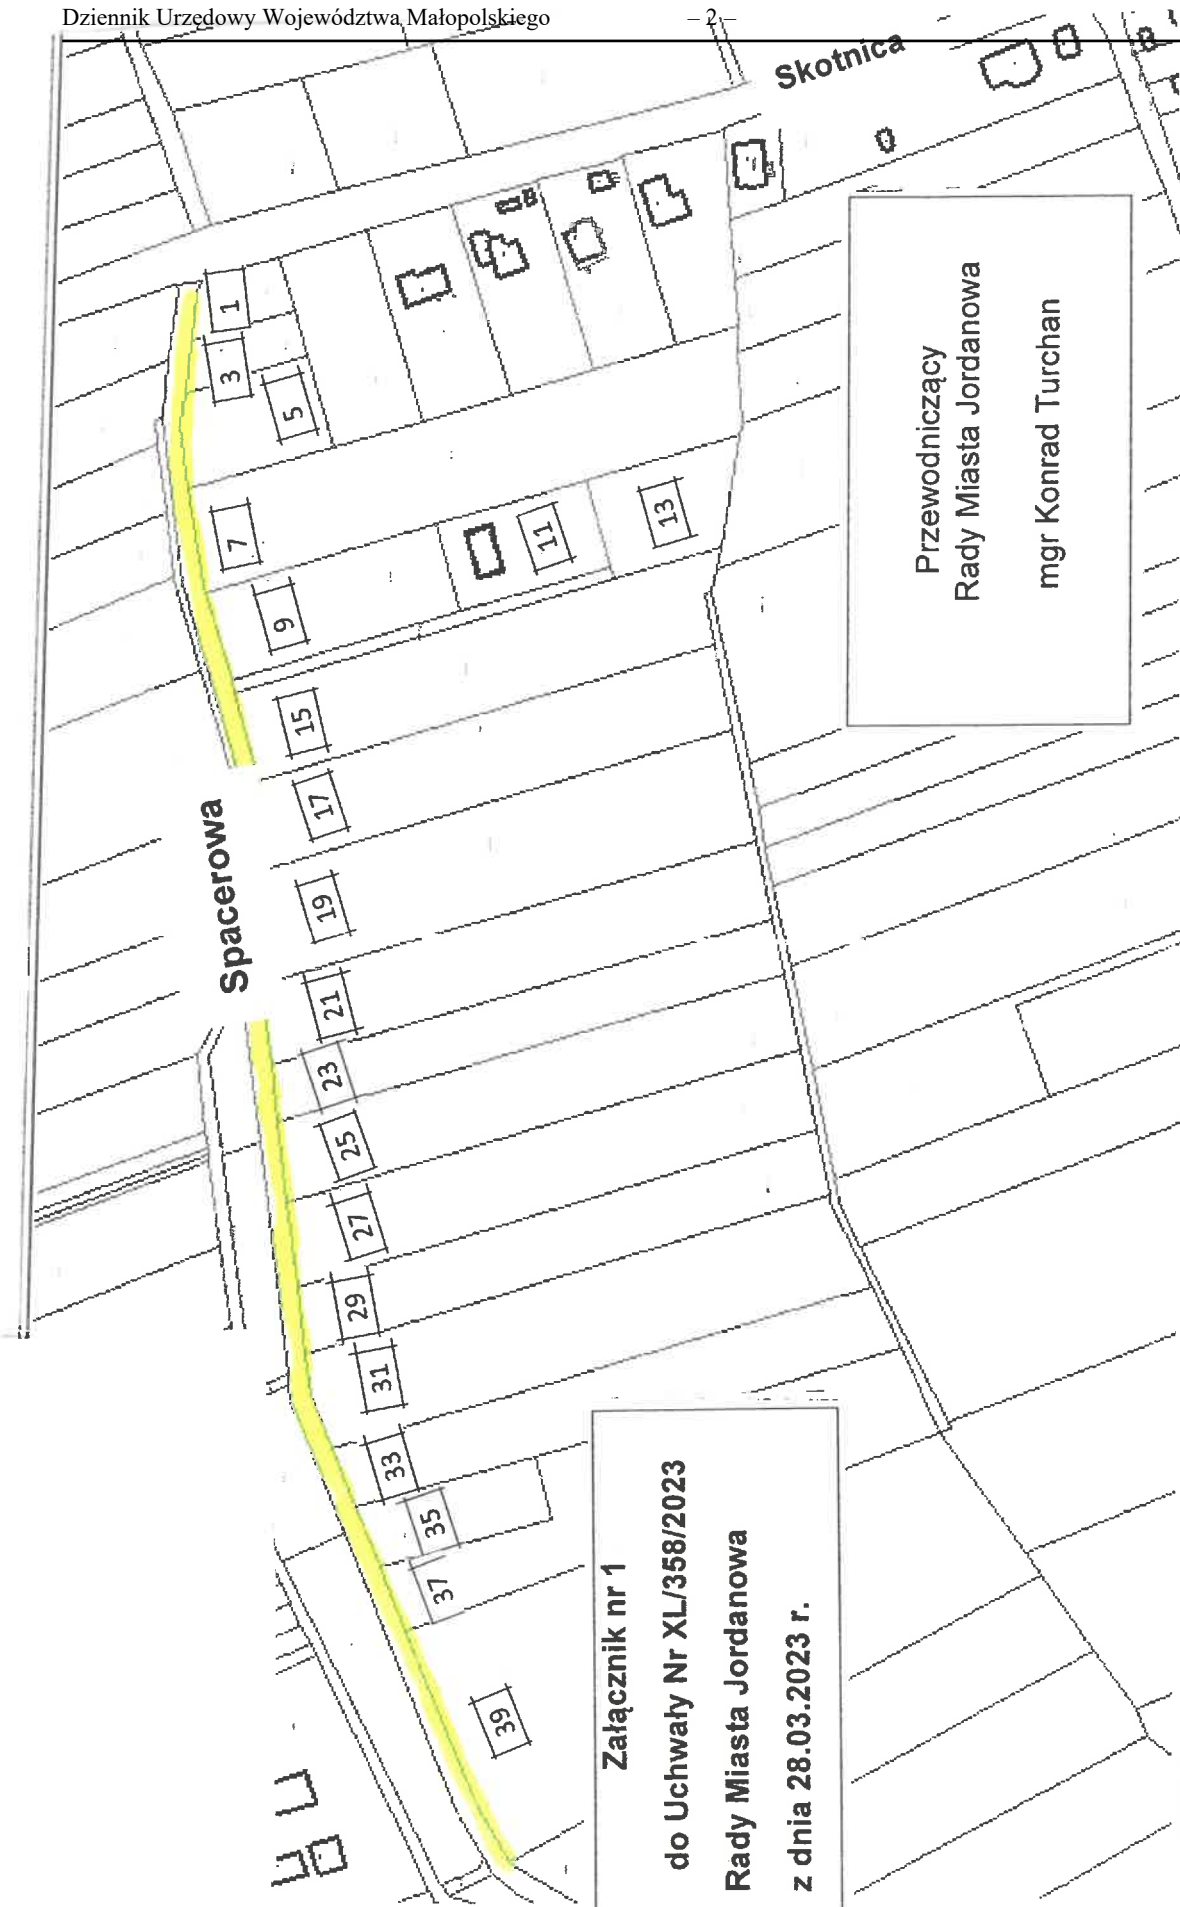 Dziennik Urzędowy Województwa Małopolskiego – 2 –
Skotnica
1
3
5
7
9
11
13
15
17
19
21
23
25
27
29
31
33
35
37
39
Spacerowa
Przewodniczący
Rady Miasta Jordanowa
mgr Konrad Turchan
Załącznik nr 1
do Uchwały Nr XL/358/2023
Rady Miasta Jordanowa
z dnia 28.03.2023 r.